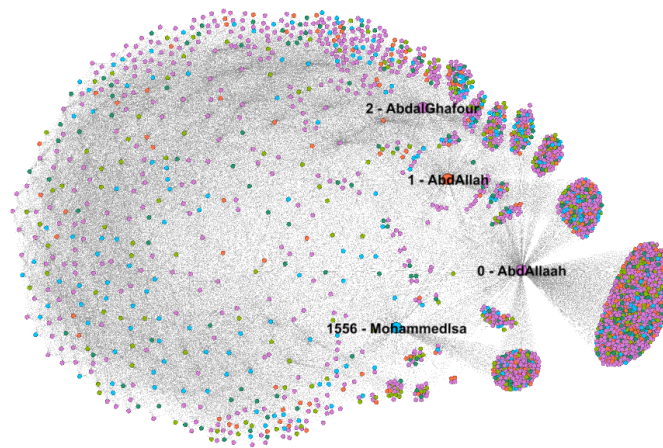 2 - AbdalGhafour
1 - AbdAllah
0 - AbdAllaah
1556 - MohammedIsa